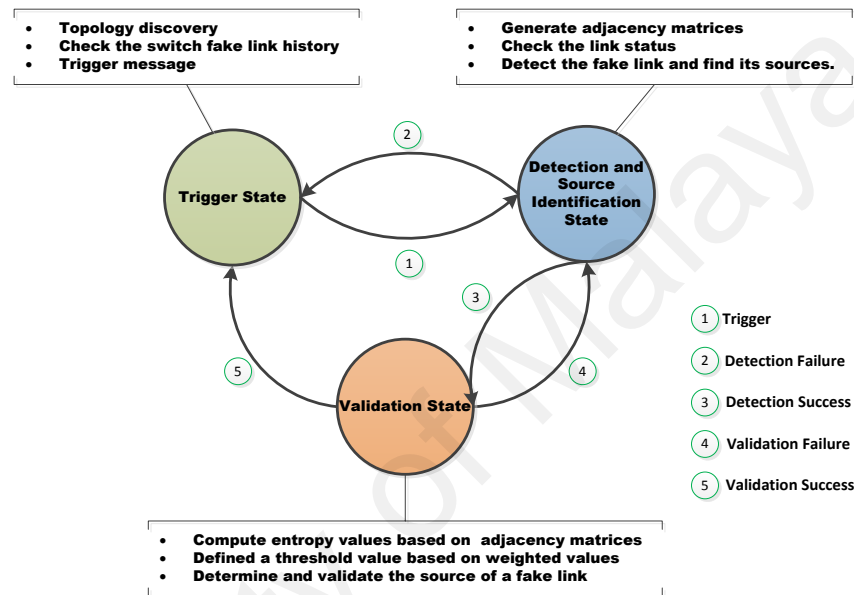 • Topology discovery
• Check the switch fake link history
• Trigger message
• Generate adjacency matrices
• Check the link status
• Detect the fake link and find its sources.
2
Trigger State
Detection and
Source
Identification
State
1
3
1 Trigger
5
4
2 Detection Failure
Validation State
3 Detection Success
4 Validation Failure
5 Validation Success
• Compute entropy values based on adjacency matrices
• Defined a threshold value based on weighted values
• Determine and validate the source of a fake link
y of Malaya